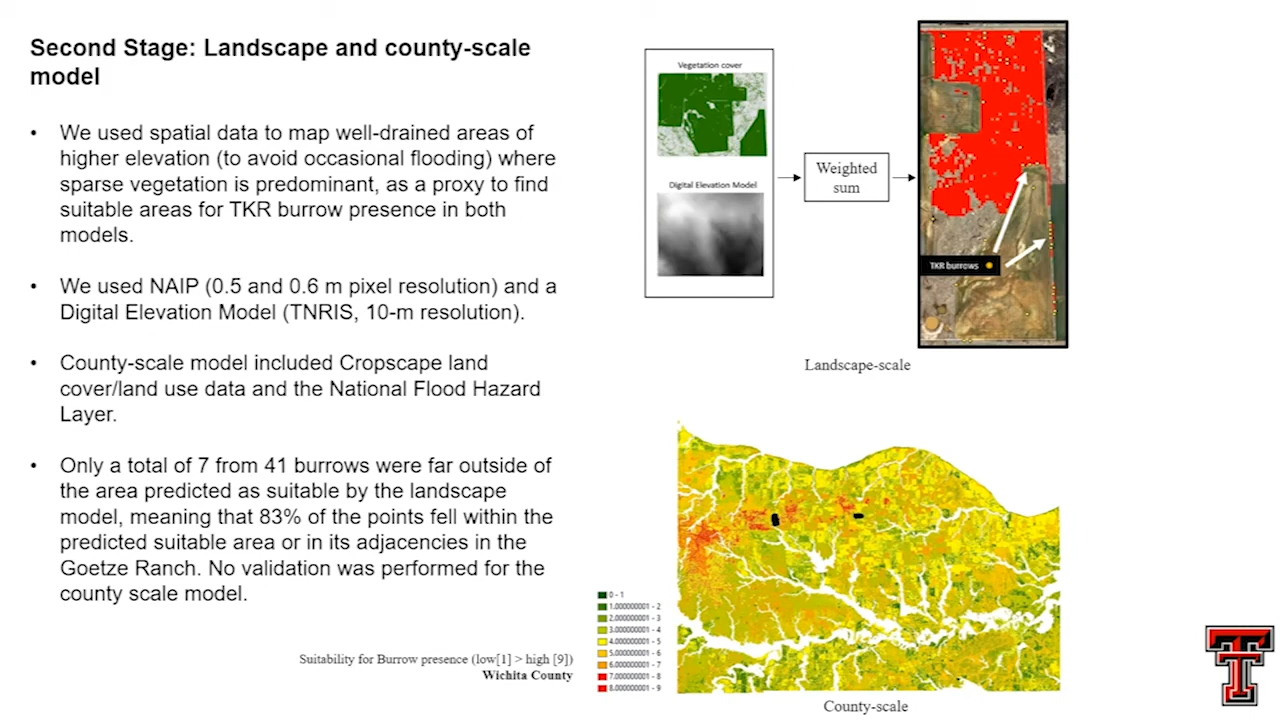 Second Stage: Landscape and county-scale
model
• We used spatial data to map well-drained areas of
higher elevation (to avoid occasional flooding) where
sparse vegetation is predominant, as a proxy to find
suitable areas for TKR burrow presence in both
models.
• We used NAIP (0.5 and 0.6 m pixel resolution) and a
Digital Elevation Model (TNRIS, 10-m resolution).
• County-scale model included Cropscape land
cover/land use data and the National Flood Hazard
Layer.
• Only a total of 7 from 41 burrows were far outside of
the area predicted as suitable by the landscape
model, meaning that 83% of the points fell within the
predicted suitable area or in its adjacencies in the
Goetze Ranch. No validation was performed for the
county scale model.
Vegetation cover
Digital Elevation Model
Weighted
sum
TKR burrows
Landscape-scale
0 - 1
1.000000001 - 2
2.00000001 - 3
3.00000001 - 4
4.00000001 - 5
5.00000001 - 6
6.00000001 - 7
7.00000001 - 8
8.00000001 - 9
Suitability for Burrow presence (low[1] > high [9])
Wichita County
County-scale
T